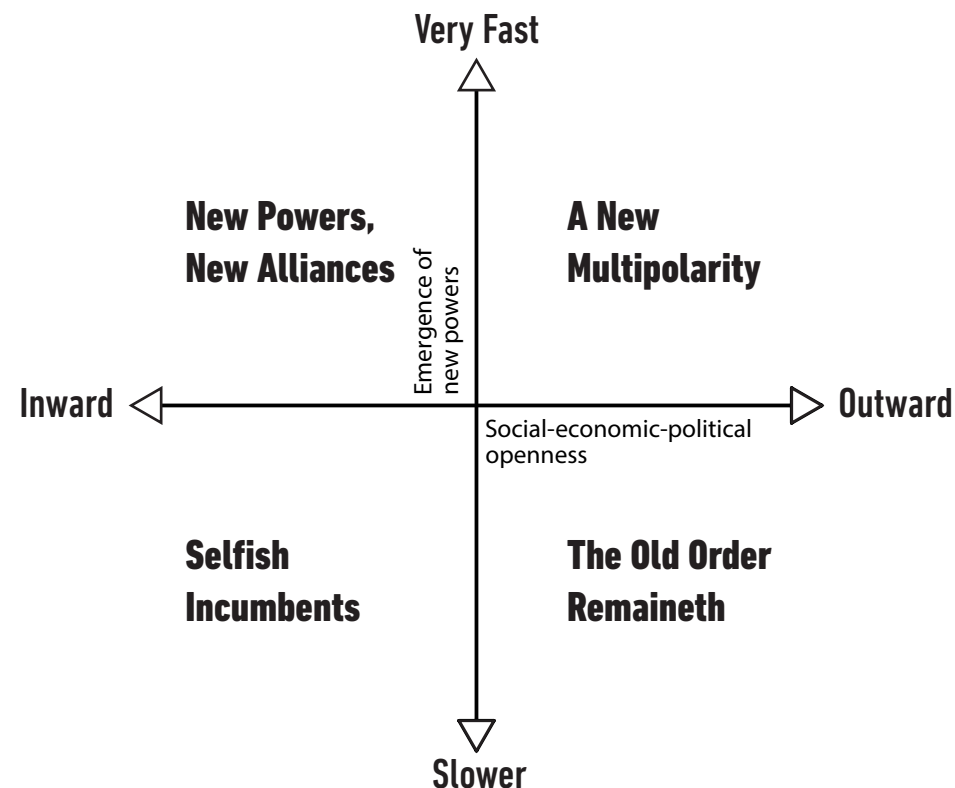 Very Fast
New Powers,
New Alliances
A New
Multipolarity
Emergence of
new powers
Inward
Outward
Social-economic-political
openness
Selfish
Incumbents
The Old Order
Remaineth
Slower